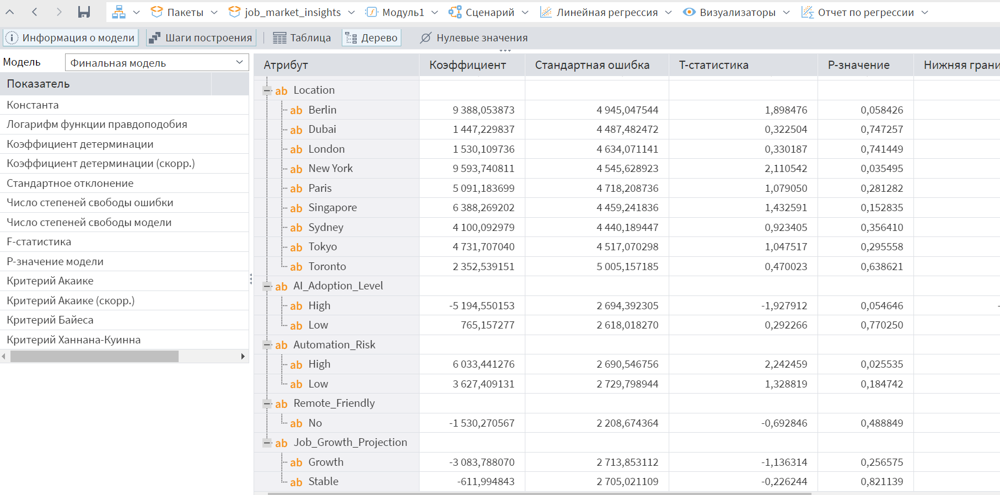 Пакеты job_market_insights Модуль1 Сценарий Линейная регрессия Визуализаторы Отчет по регрессии
Информация о модели Шаги построения Таблица Дерево Нулевые значения
Модель Финальная модель
Показатель
Константа
Логарифм функции правдоподобия
Коэффициент детерминации
Коэффициент детерминации (скорр.)
Стандартное отклонение
Число степеней свободы ошибки
Число степеней свободы модели
F-статистика
P-значение модели
Критерий Акаике
Критерий Акаике (скорр.)
Критерий Байеса
Критерий Ханнана-Куинна
Атрибут Коэффициент Стандартная ошибка T-статистика P-значение Нижняя
ab Location
ab Berlin 9 388,053873 4 945,047544 1,898476 0,058426
ab Dubai 1 447,229837 4 487,482472 0,322504 0,747257
ab London 1 530,109736 4 634,071141 0,330187 0,741449
ab New York 9 593,740811 4 545,628923 2,110542 0,035495
ab Paris 5 091,183699 4 718,208736 1,079050 0,281282
ab Singapore 6 388,269202 4 459,241836 1,432591 0,152835
ab Sydney 4 100,092979 4 440,189447 0,923405 0,356410
ab Tokyo 4 731,707040 4 517,070298 1,047517 0,295558
ab Toronto 2 352,539151 5 005,157185 0,470023 0,638621
ab AI_Adoption_Level
ab High -5 194,550153 2 694,392305 -1,927912 0,054646
ab Low 765,157277 2 618,018270 0,292266 0,770250
ab Automation_Risk
ab High 6 033,441276 2 690,546756 2,242459 0,025535
ab Low 3 627,409131 2 729,798944 1,328819 0,184742
ab Remote_Friendly
ab No -1 530,270567 2 208,674364 -0,692846 0,488849
ab Job_Growth_Projection
ab Growth -3 083,788070 2 713,853112 -1,136314 0,256575
ab Stable -611,994843 2 705,021109 -0,226244 0,821139